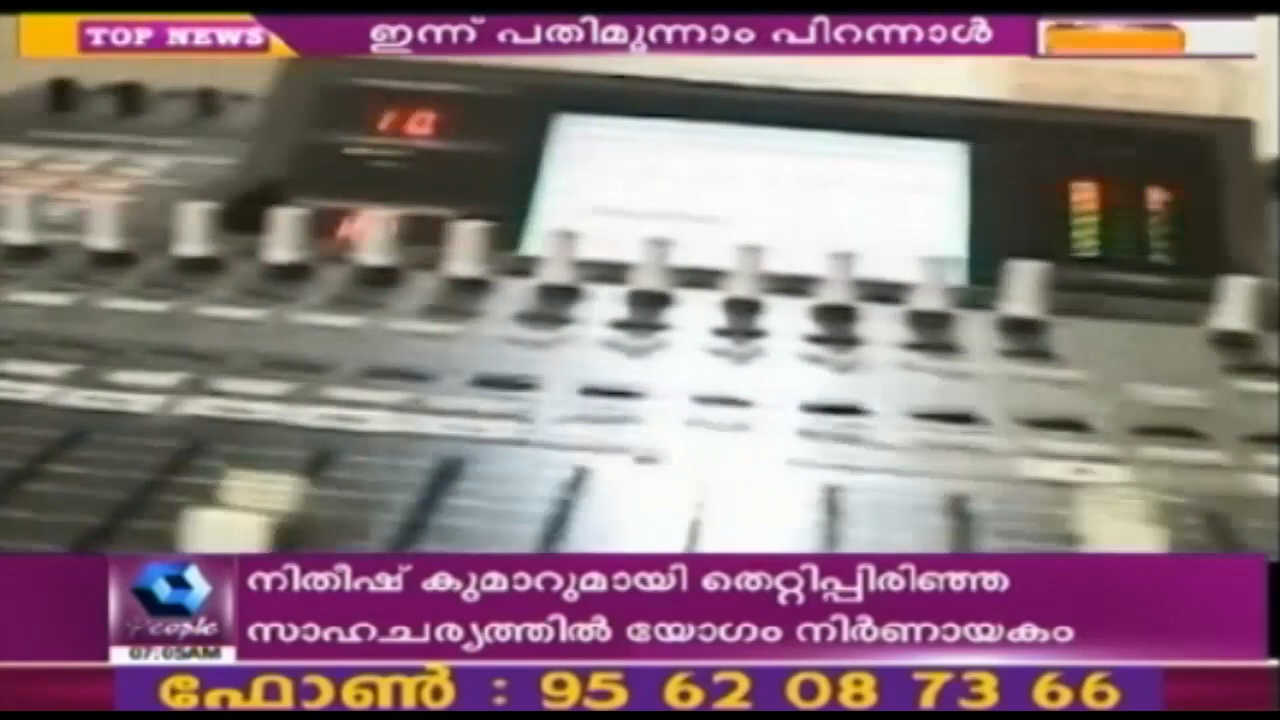 TOP NEWS
ഇന്ന് പതിമൂന്നാം പിറന്നാൾ
നിതീഷ് കുമാറുമായി തെറ്റിപ്പിരിഞ്ഞ
സാഹചര്യത്തിൽ യോഗം നിർണായകം
People
07:05AM
ഫോൺ : 95 62 08 73 66